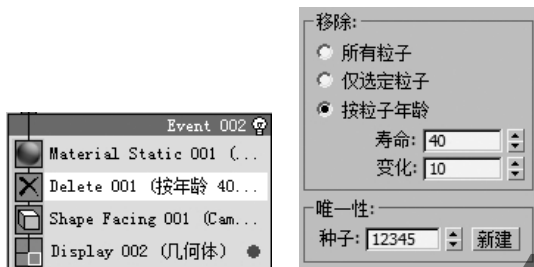 Event 002
Material Static 001 (...
Delete 001 (按年龄 40...
Shape Facing 001 (Cam...
Display 002 (几何体)
移除:
所有粒子
仅选定粒子
按粒子年龄
寿命: 40
变化: 10
唯一性:
种子: 12345 新建